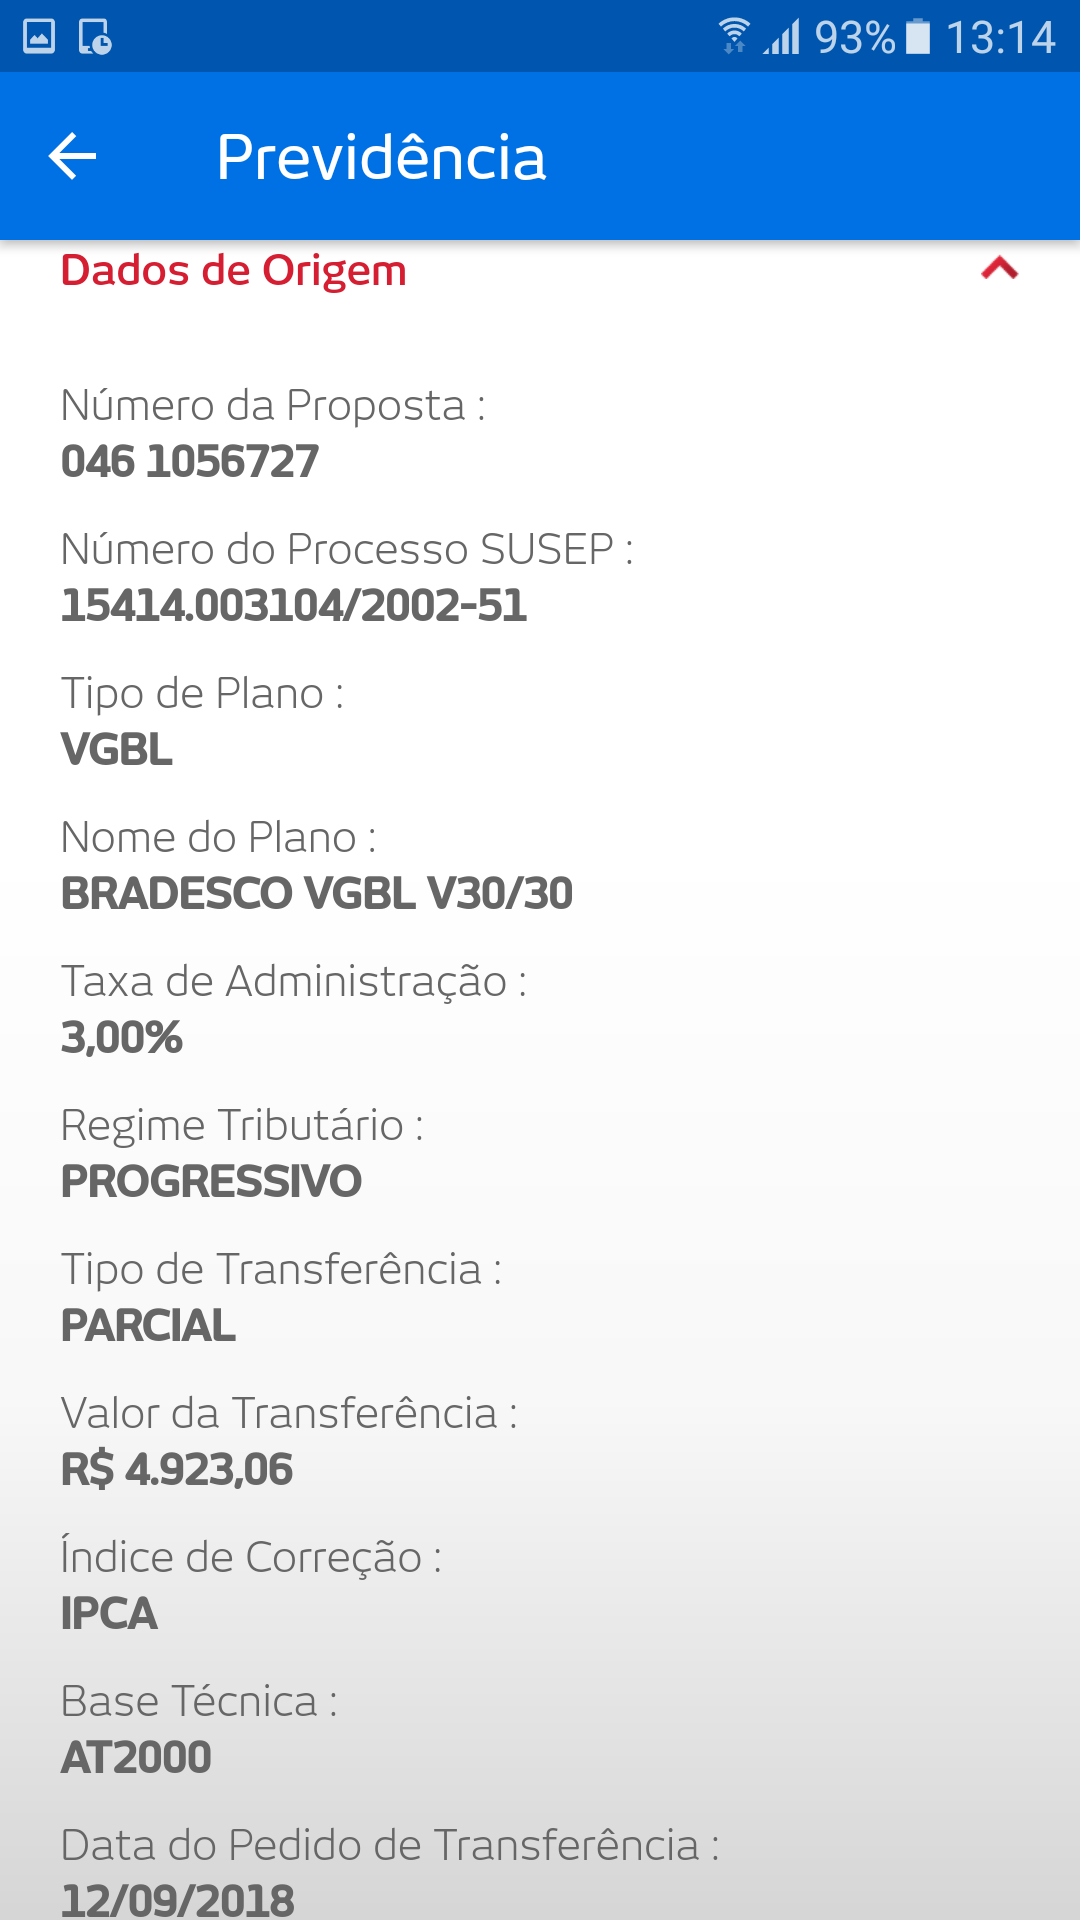 93% 13:14
Previdência
Dados de Origem
Número da Proposta :
046 1056727
Número do Processo SUSEP :
15414.003104/2002-51
Tipo de Plano :
VGBL
Nome do Plano :
BRADESCO VGBL V30/30
Taxa de Administração :
3,00%
Regime Tributário :
PROGRESSIVO
Tipo de Transferência :
PARCIAL
Valor da Transferência :
R$ 4.923,06
Índice de Correção :
IPCA
Base Técnica :
AT2000
Data do Pedido de Transferência :
12/09/2018